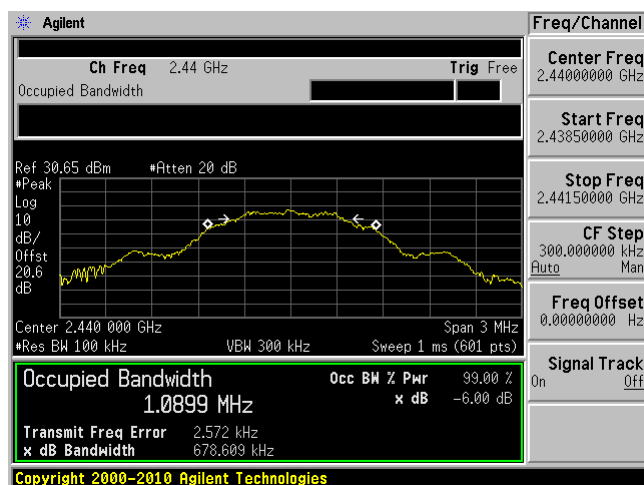 Agilent
Freq/Channel
Ch Freq 2.44 GHz Trig Free
Occupied Bandwidth
Center Freq
2.44000000 GHz
Start Freq
2.43850000 GHz
Stop Freq
2.44150000 GHz
CF Step
300.000000 kHz
Auto Man
Freq Offset
0.00000000 Hz
Signal Track
On Off
Ref 30.65 dBm #Atten 20 dB
#Peak
Log
10
dB/
Offst
20.6
dB
Center 2.440 000 GHz Span 3 MHz
#Res BW 100 kHz VBW 300 kHz Sweep 1 ms (601 pts)
Occupied Bandwidth Occ BW % Pwr 99.00 %
1.0899 MHz x dB -6.00 dB
Transmit Freq Error 2.572 kHz
x dB Bandwidth 678.609 kHz
Copyright 2000-2010 Agilent Technologies